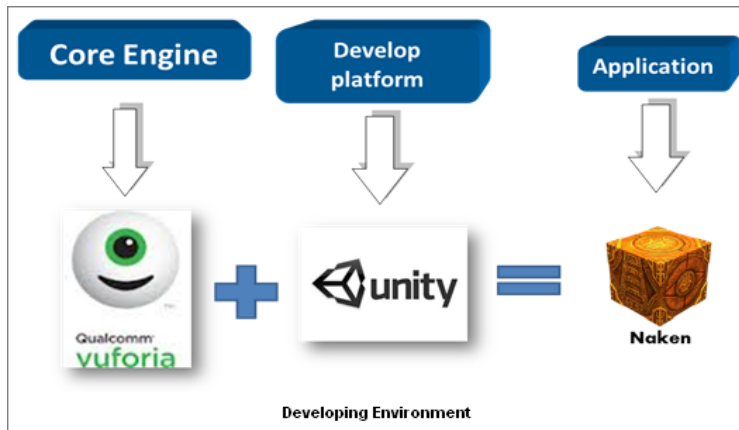 Core Engine
Develop
platform
Application
Qualcomm
vuforia
unity
Naken
Developing Environment